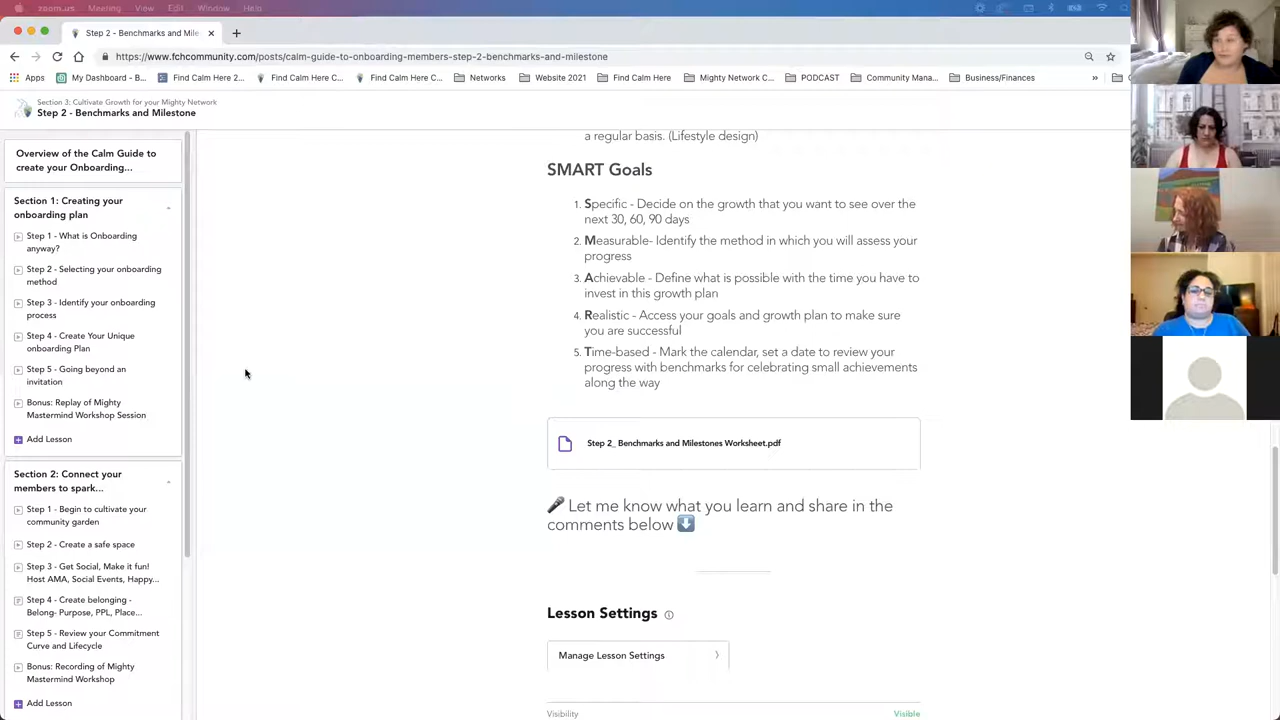 zoom.us Meeting View Edit Window Help
Step 2 - Benchmarks and Mile
https://www.fchcommunity.com/posts/calm-guide-to-onboarding-members-step-2-benchmarks-and-milestone
Apps My Dashboard - B... Find Calm Here 2... Find Calm Here C... Find Calm Here C... Networks Website 2021 Find Calm Here Mighty Network C... PODCAST Community Mana... Business/Finances »
Section 3: Cultivate Growth for your Mighty Network
Step 2 - Benchmarks and Milestone
Overview of the Calm Guide to
create your Onboarding...
Section 1: Creating your
onboarding plan
Step 1 - What is Onboarding
anyway?
Step 2 - Selecting your onboarding
method
Step 3 - Identify your onboarding
process
Step 4 - Create Your Unique
onboarding Plan
Step 5 - Going beyond an
invitation
Bonus: Replay of Mighty
Mastermind Workshop Session
Add Lesson
Section 2: Connect your
members to spark...
Step 1 - Begin to cultivate your
community garden
Step 2 - Create a safe space
Step 3 - Get Social, Make it fun!
Host AMA, Social Events, Happy...
Step 4 - Create belonging -
Belong- Purpose, PPL, Place...
Step 5 - Review your Commitment
Curve and Lifecycle
Bonus: Recording of Mighty
Mastermind Workshop
Add Lesson
a regular basis. (Lifestyle design)
SMART Goals
1. Specific - Decide on the growth that you want to see over the
next 30, 60, 90 days
2. Measurable- Identify the method in which you will assess your
progress
3. Achievable - Define what is possible with the time you have to
invest in this growth plan
4. Realistic - Access your goals and growth plan to make sure
you are successful
5. Time-based - Mark the calendar, set a date to review your
progress with benchmarks for celebrating small achievements
along the way
Step 2_ Benchmarks and Milestones Worksheet.pdf
🎤 Let me know what you learn and share in the
comments below ⬇️
Lesson Settings
Manage Lesson Settings
Visibility Visible